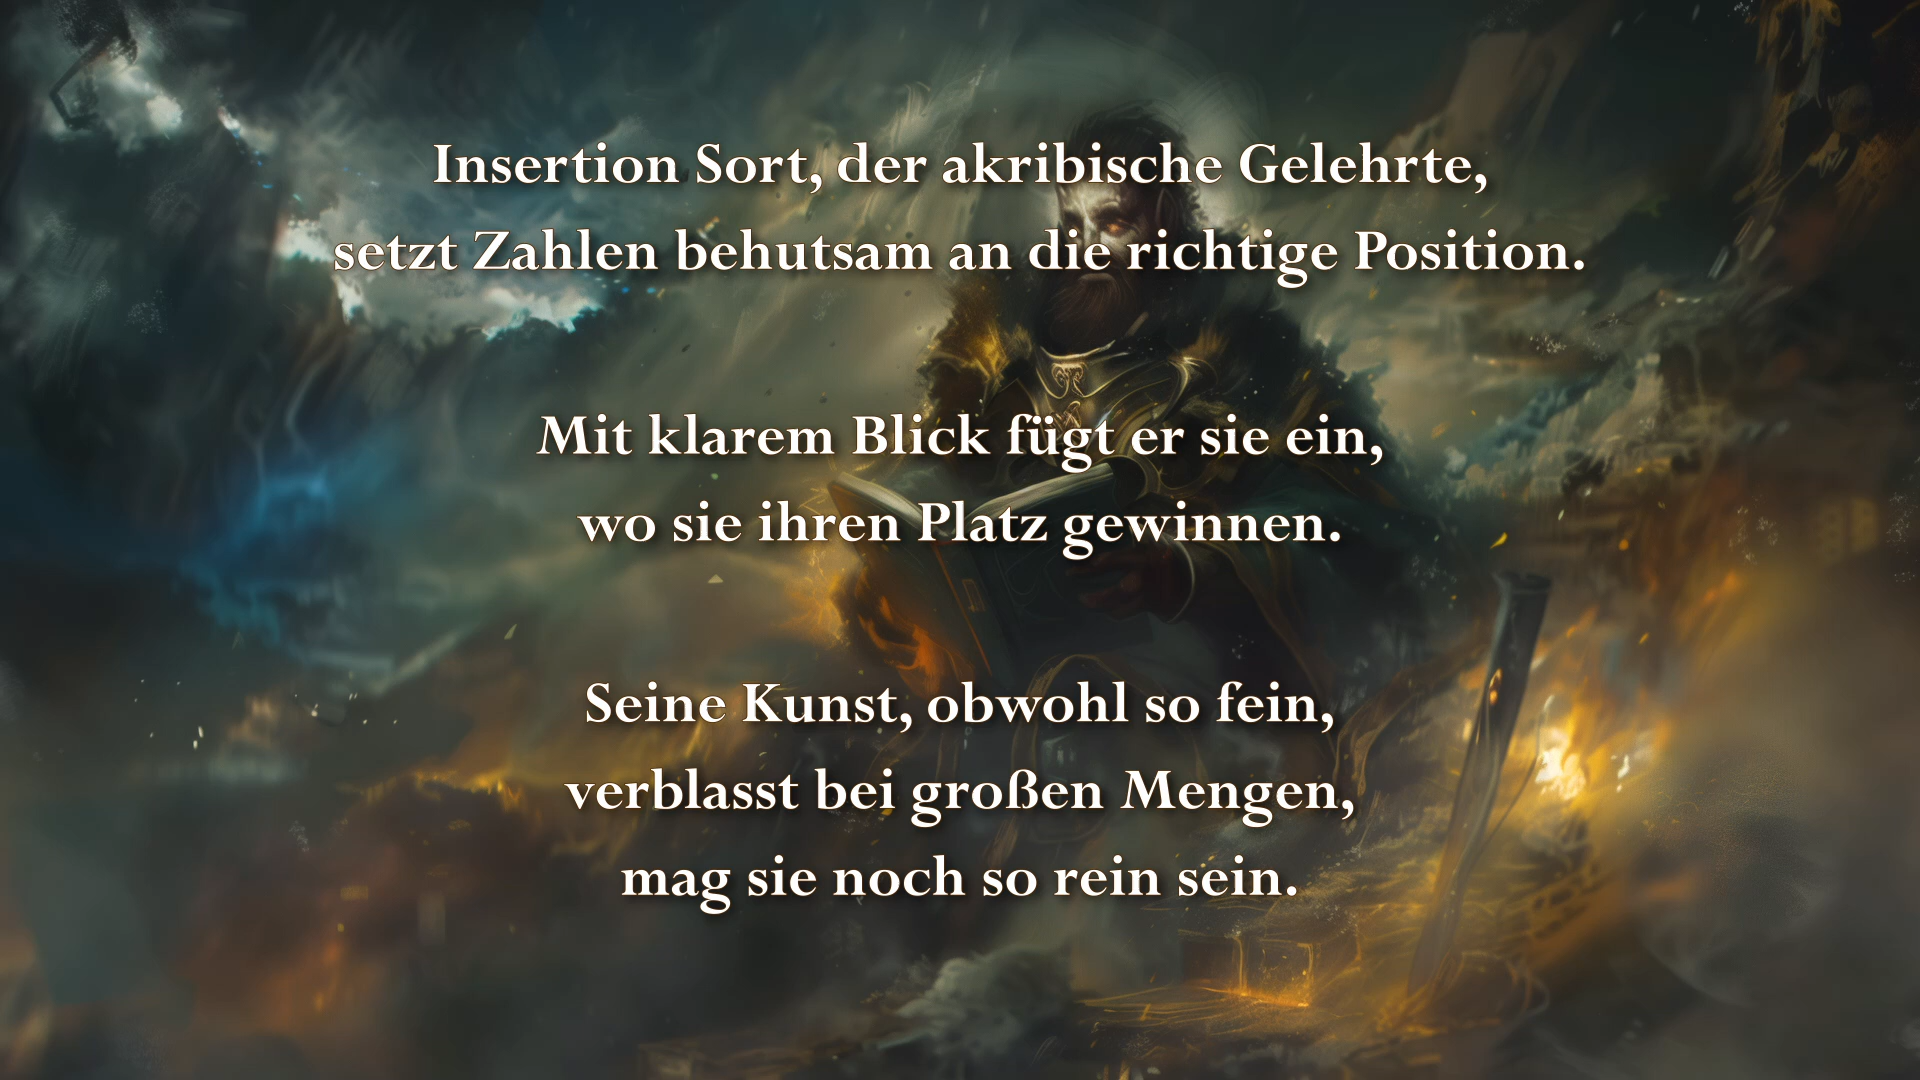 Insertion Sort, der akribische Gelehrte,
setzt Zahlen behutsam an die richtige Position.
Mit klarem Blick fügt er sie ein,
wo sie ihren Platz gewinnen.
Seine Kunst, obwohl so fein,
verblasst bei großen Mengen,
mag sie noch so rein sein.